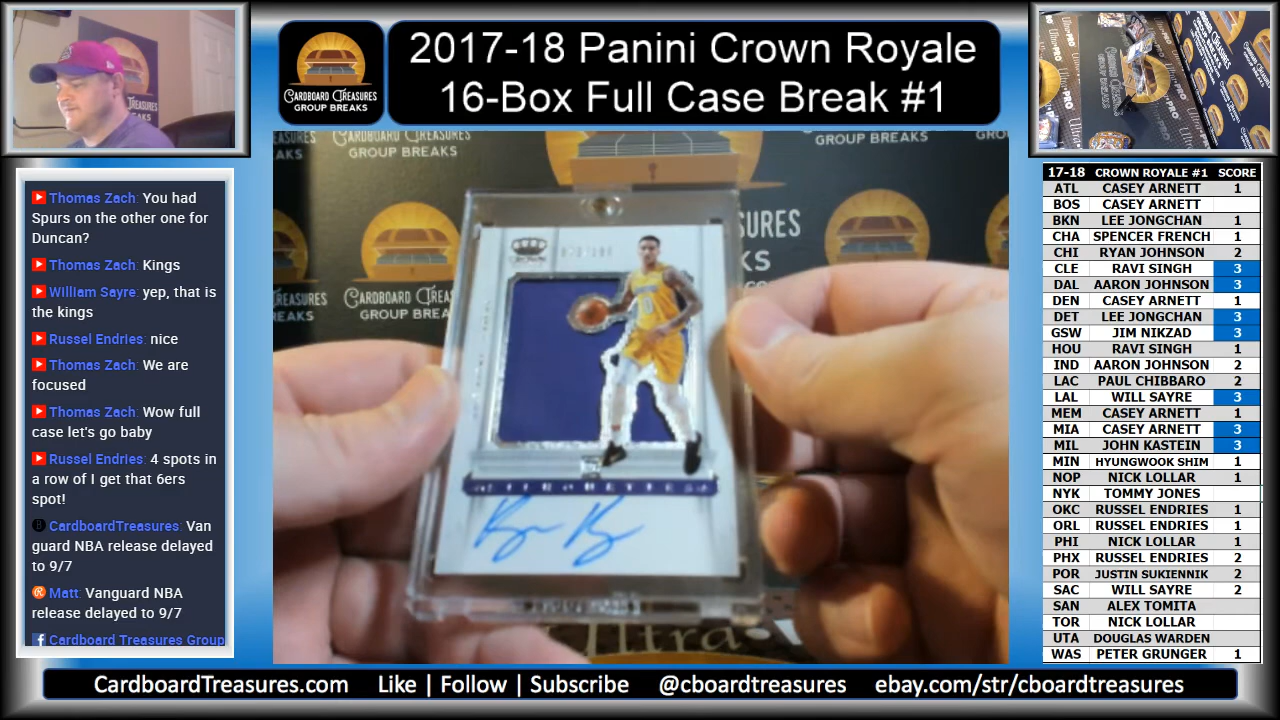 2017-18 Panini Crown Royale
16-Box Full Case Break #1
CARDBOARD TREASURES
GROUP BREAKS
Thomas Zach: You had
Spurs on the other one for
Duncan?
Thomas Zach: Kings
William Sayre: yep, that is
the kings
Russel Endries: nice
Thomas Zach: We are
focused
Thomas Zach: Wow full
case let's go baby
Russel Endries: 4 spots in
a row of I get that 6ers
spot!
CardboardTreasures: Van
guard NBA release delayed
to 9/7
Matt: Vanguard NBA
release delayed to 9/7
Cardboard Treasures Group
CARDBOARD TREASURES
GROUP BREAKS
CARDBOARD TREASURES
GROUP BREAKS
Ultra
17-18 CROWN ROYALE #1 SCORE
ATL CASEY ARNETT 1
BOS CASEY ARNETT
BKN LEE JONGCHAN 1
CHA SPENCER FRENCH 1
CHI RYAN JOHNSON 2
CLE RAVI SINGH 3
DAL AARON JOHNSON 3
DEN CASEY ARNETT 1
DET LEE JONGCHAN 3
GSW JIM NIKZAD 3
HOU RAVI SINGH 1
IND AARON JOHNSON 2
LAC PAUL CHIBBARO 2
LAL WILL SAYRE 3
MEM CASEY ARNETT 1
MIA CASEY ARNETT 3
MIL JOHN KASTEIN 3
MIN HYUNGWOOK SHIM 1
NOP NICK LOLLAR 1
NYK TOMMY JONES
OKC RUSSEL ENDRIES 1
ORL RUSSEL ENDRIES 1
PHI NICK LOLLAR 1
PHX RUSSEL ENDRIES 2
POR JUSTIN SUKIENNIK 2
SAC WILL SAYRE 2
SAN ALEX TOMITA
TOR NICK LOLLAR
UTA DOUGLAS WARDEN
WAS PETER GRUNGER 1
CardboardTreasures.com Like | Follow | Subscribe @cboardtreasures ebay.com/str/cboardtreasures